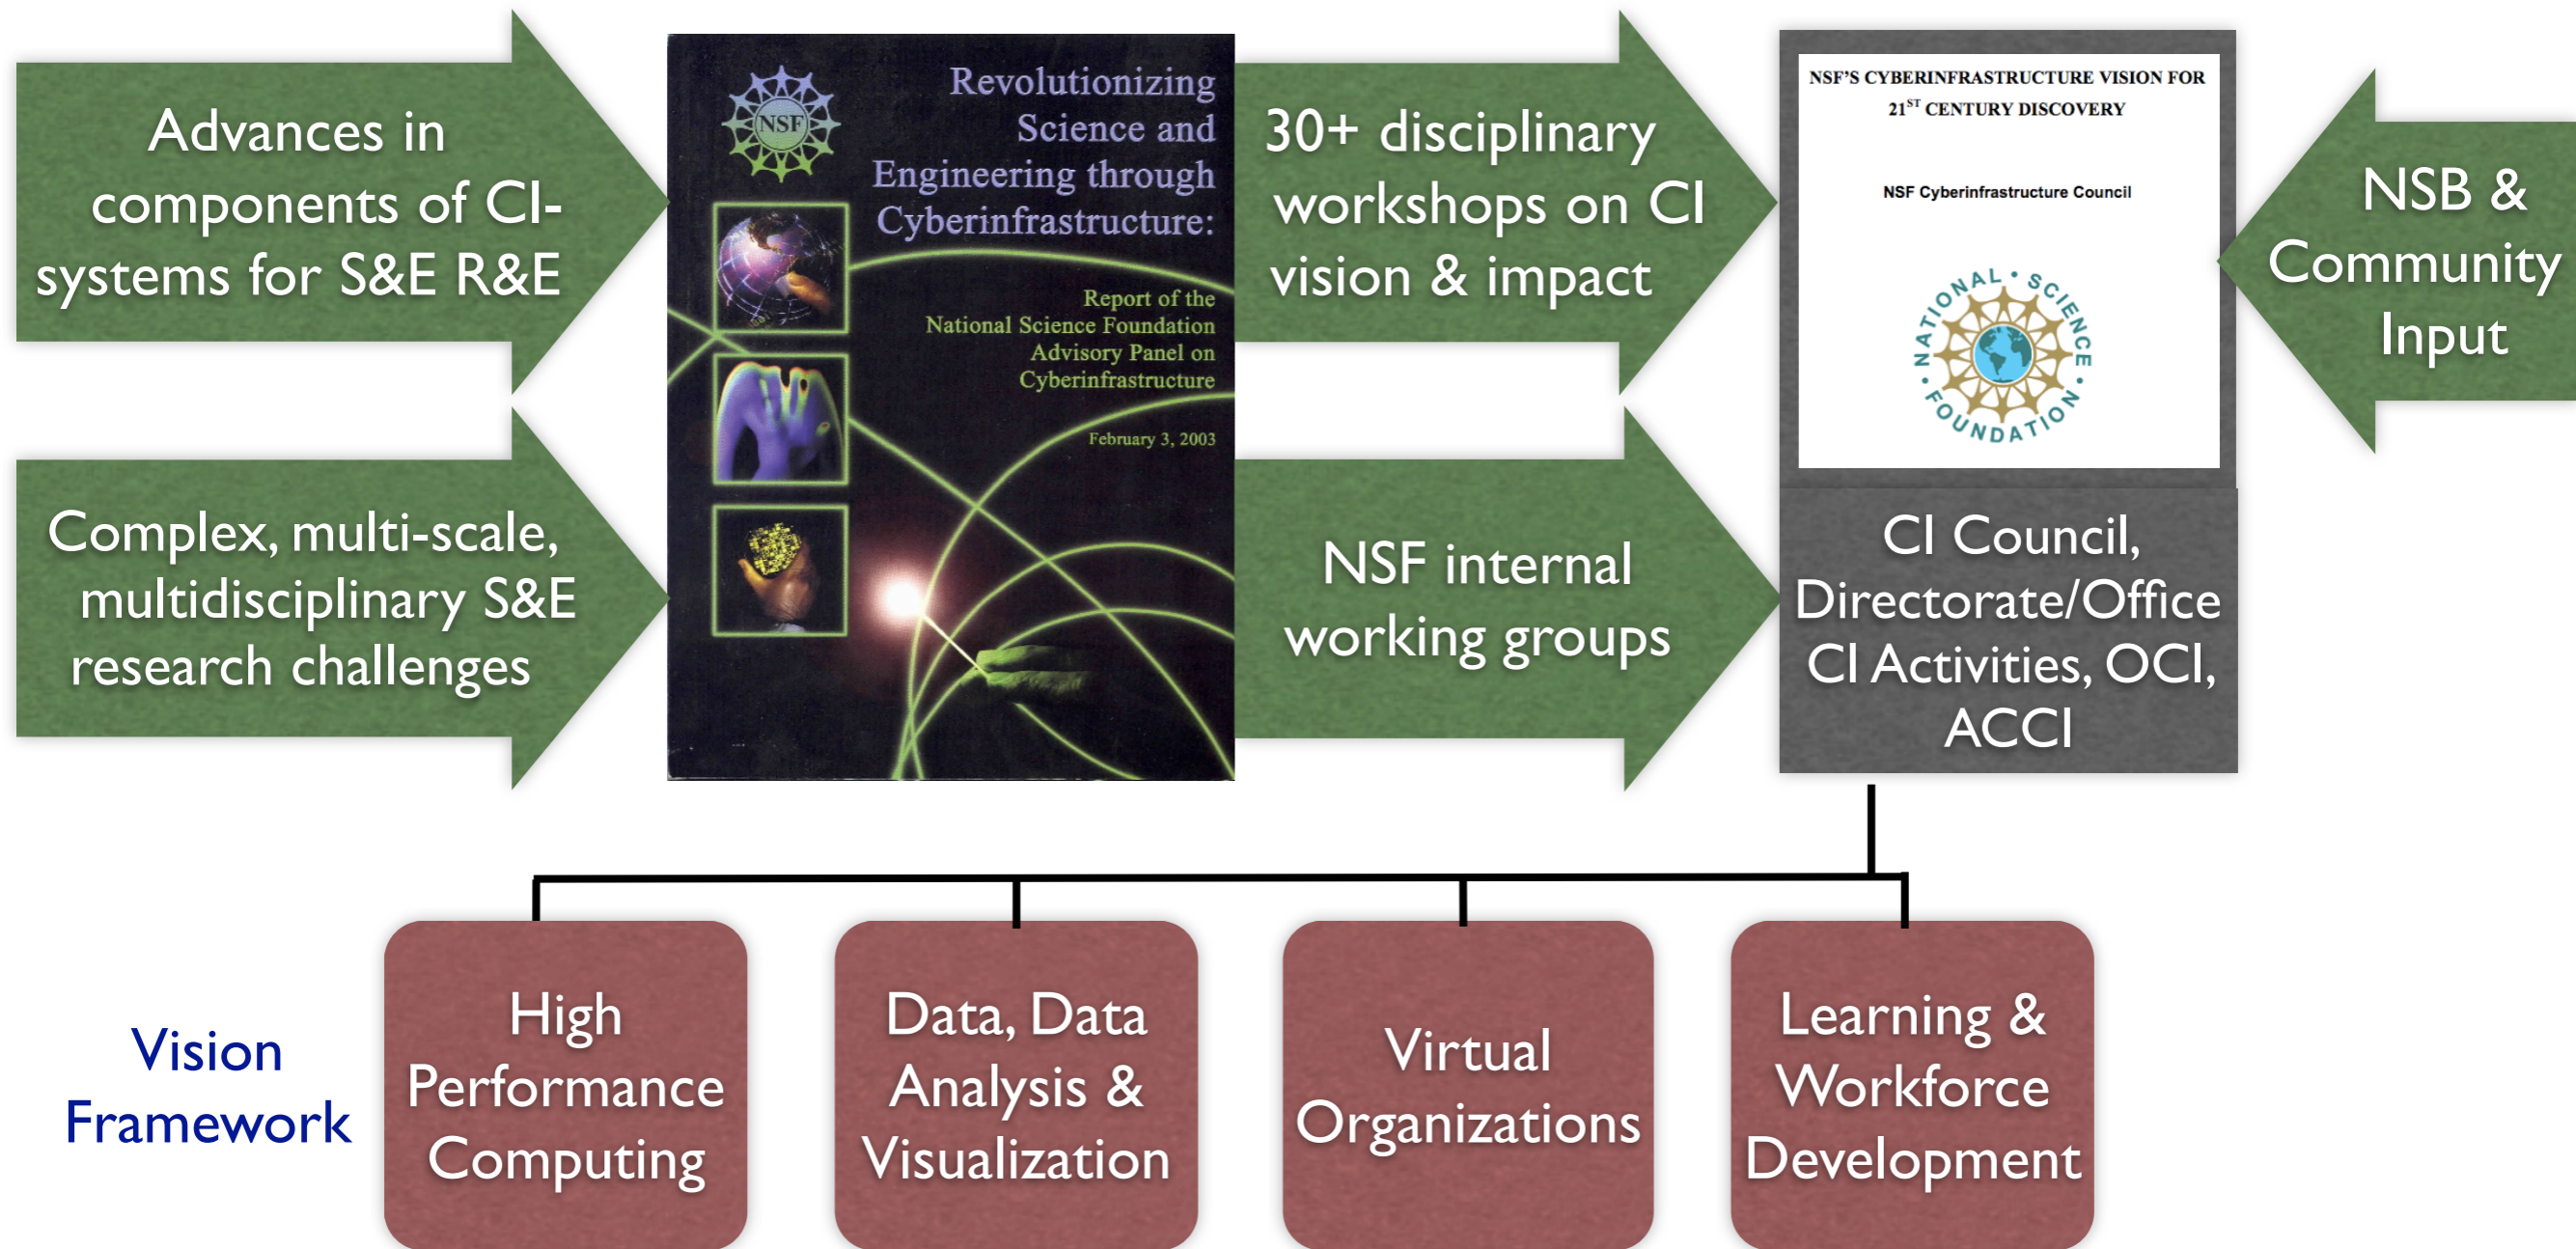 Advances in
components of CI-
systems for S&E R&E
Complex, multi-scale,
multidisciplinary S&E
research challenges
NSF
Revolutionizing
Science and
Engineering through
Cyberinfrastructure:
Report of the
National Science Foundation
Advisory Panel on
Cyberinfrastructure
February 3, 2003
30+ disciplinary
workshops on CI
vision & impact
NSF internal
working groups
NSF'S CYBERINFRASTRUCTURE VISION FOR
21ST CENTURY DISCOVERY
NSF Cyberinfrastructure Council
NATIONAL • SCIENCE • FOUNDATION •
CI Council,
Directorate/Office
CI Activities, OCI,
ACCI
NSB &
Community
Input
Vision
Framework
High
Performance
Computing
Data, Data
Analysis &
Visualization
Virtual
Organizations
Learning &
Workforce
Development